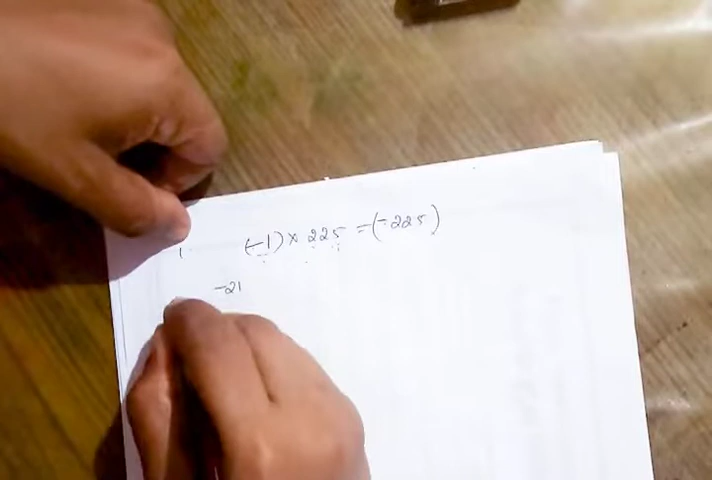 (-1) × 225 = (-225)
-21